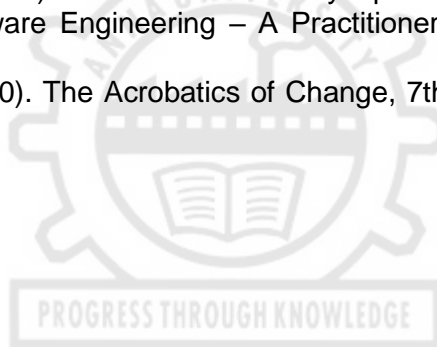 ware Engineering – A Practitioner
0). The Acrobatics of Change, 7th
PROGRESS THROUGH KNOWLEDGE